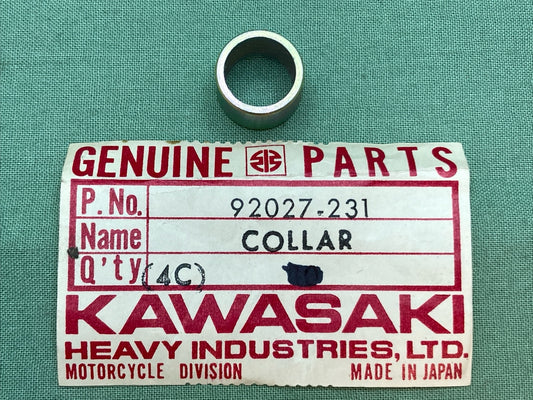 GENUINE PARTS
P. No. 92027-231
Name COLLAR
Q'ty (4C)
KAWASAKI
HEAVY INDUSTRIES, LTD.
MOTORCYCLE DIVISION MADE IN JAPAN